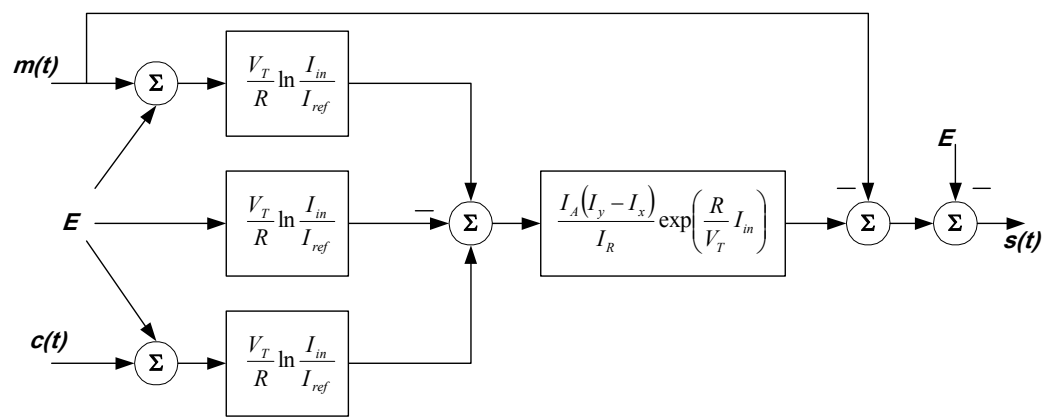 m(t)
Σ
V_T/R ln I_in/I_ref
E
V_T/R ln I_in/I_ref
—
Σ
I_A(I_y − I_x)/I_R exp(R/V_T I_in)
—
Σ
E
—
Σ
s(t)
c(t)
Σ
V_T/R ln I_in/I_ref